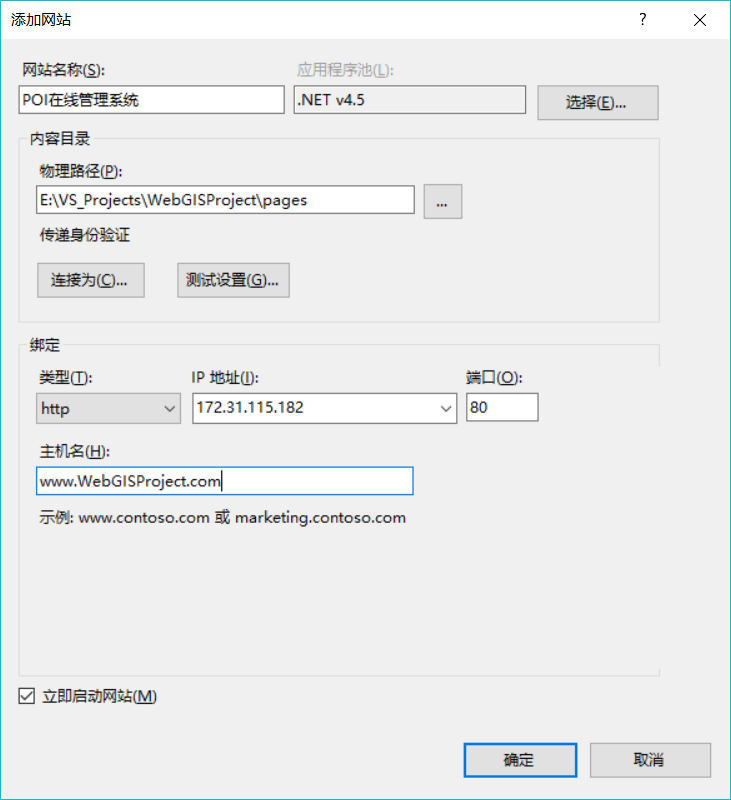 添加网站
?
网站名称(S):
应用程序池(L):
POI在线管理系统
.NET v4.5
选择(E)...
内容目录
物理路径(P):
E:\VS_Projects\WebGISProject\pages
...
传递身份验证
连接为(C)...
测试设置(G)...
绑定
类型(T):
IP 地址(I):
端口(O):
http
172.31.115.182
80
主机名(H):
www.WebGISProject.com
示例: www.contoso.com 或 marketing.contoso.com
立即启动网站(M)
确定
取消